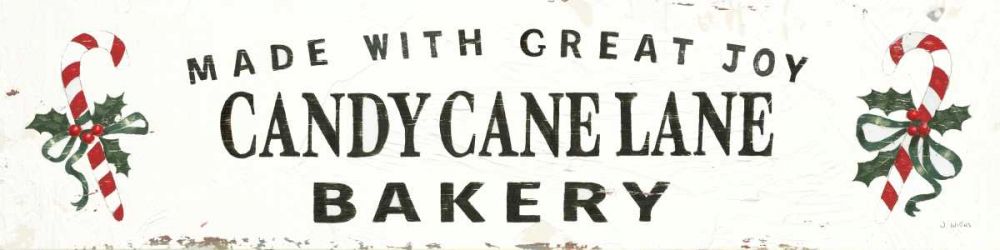 MADE WITH GREAT JOY
CANDY CANE LANE
BAKERY